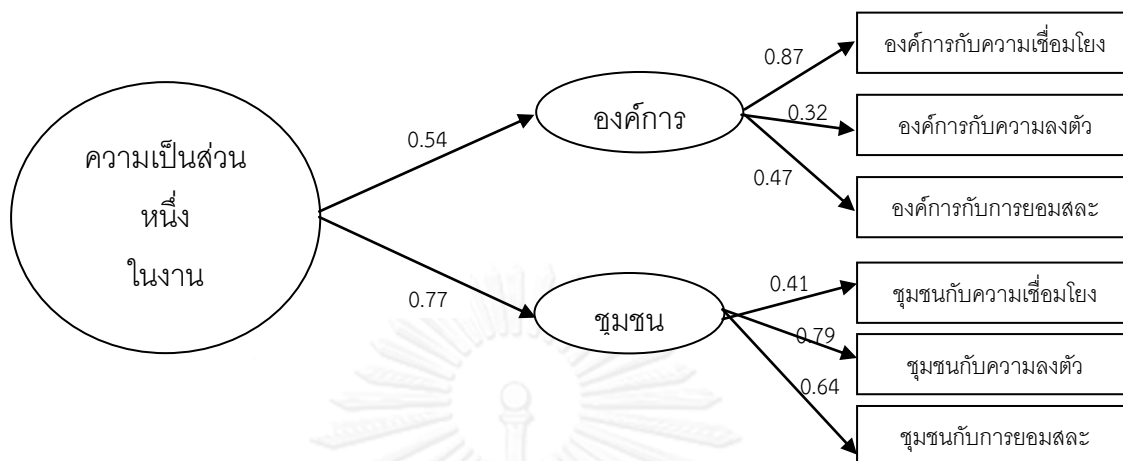 ความเป็นส่วน
หนึ่ง
ในงาน
0.54
0.77
องค์การ
ชุมชน
0.87
0.32
0.47
0.41
0.79
0.64
องค์การกับความเชื่อมโยง
องค์การกับความลงตัว
องค์การกับการยอมสละ
ชุมชนกับความเชื่อมโยง
ชุมชนกับความลงตัว
ชุมชนกับการยอมสละ